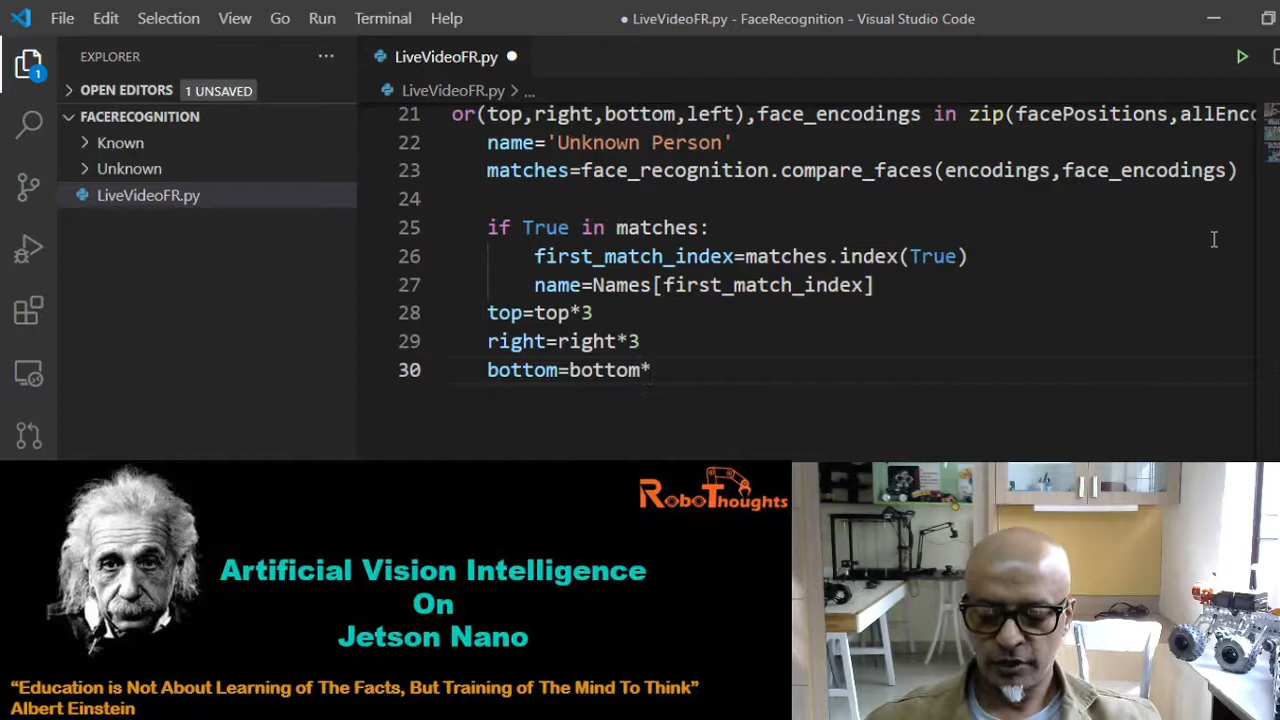 File Edit Selection View Go Run Terminal Help ● LiveVideoFR.py - FaceRecognition - Visual Studio Code
EXPLORER ··· LiveVideoFR.py
OPEN EDITORS 1 UNSAVED LiveVideoFR.py > ...
FACERECOGNITION
Known
Unknown
LiveVideoFR.py
1
21 or(top,right,bottom,left),face_encodings in zip(facePositions,allEnco
22 name='Unknown Person'
23 matches=face_recognition.compare_faces(encodings,face_encodings)
24
25 if True in matches:
26 first_match_index=matches.index(True)
27 name=Names[first_match_index]
28 top=top*3
29 right=right*3
30 bottom=bottom*
ROBOTHOUGHTS
Artificial Vision Intelligence
On
Jetson Nano
“Education is Not About Learning of The Facts, But Training of The Mind To Think”
Albert Einstein